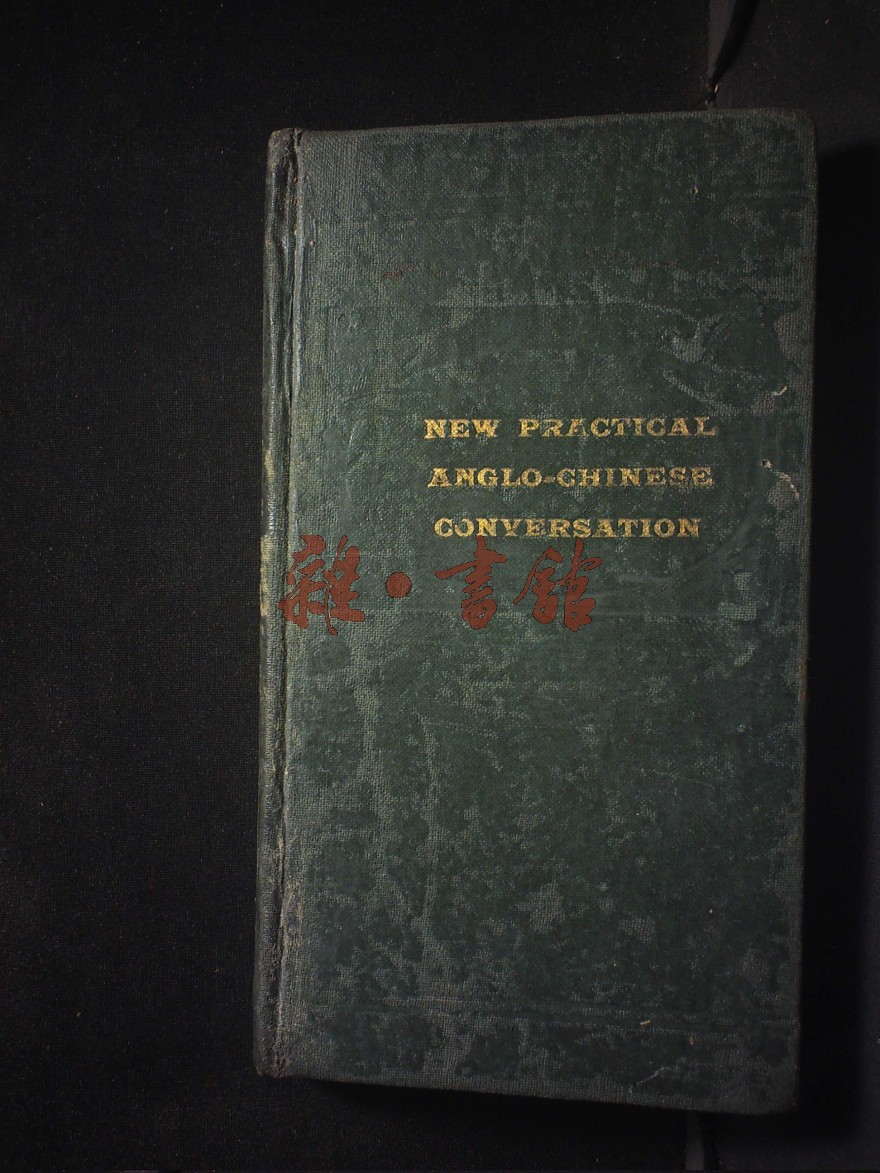 NEW PRACTICAL
ANGLO-CHINESE
CONVERSATION
雜·書館